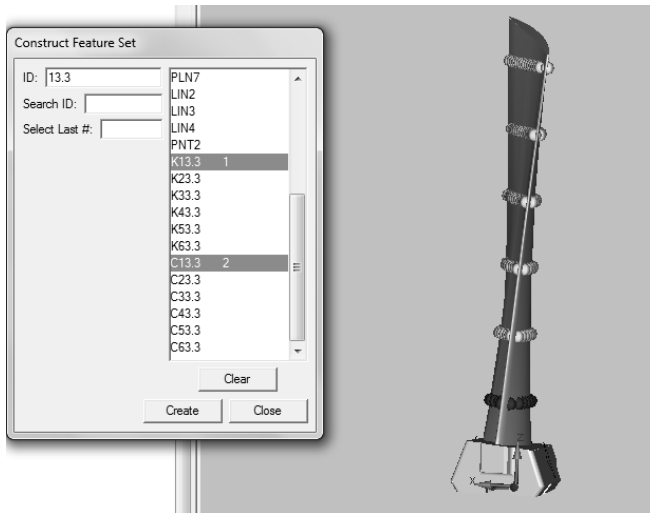 Construct Feature Set
ID: 13.3
Search ID:
Select Last #:
PLN7
LIN2
LIN3
LIN4
PNT2
K13.3 1
K23.3
K33.3
K43.3
K53.3
K63.3
C13.3 2
C23.3
C33.3
C43.3
C53.3
C63.3
Clear
Create
Close
Z
X